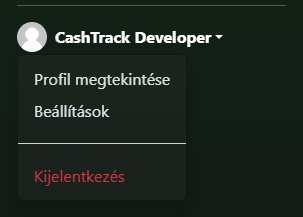 CashTrack Developer
Profil megtekintése
Beállítások
Kijelentkezés